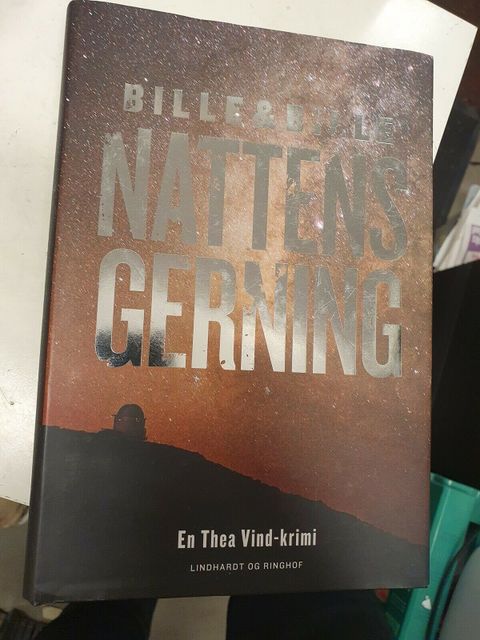 BILLE & BILLE
NATTENS
GERNING
En Thea Vind-krimi
LINDHARDT OG RINGHOF